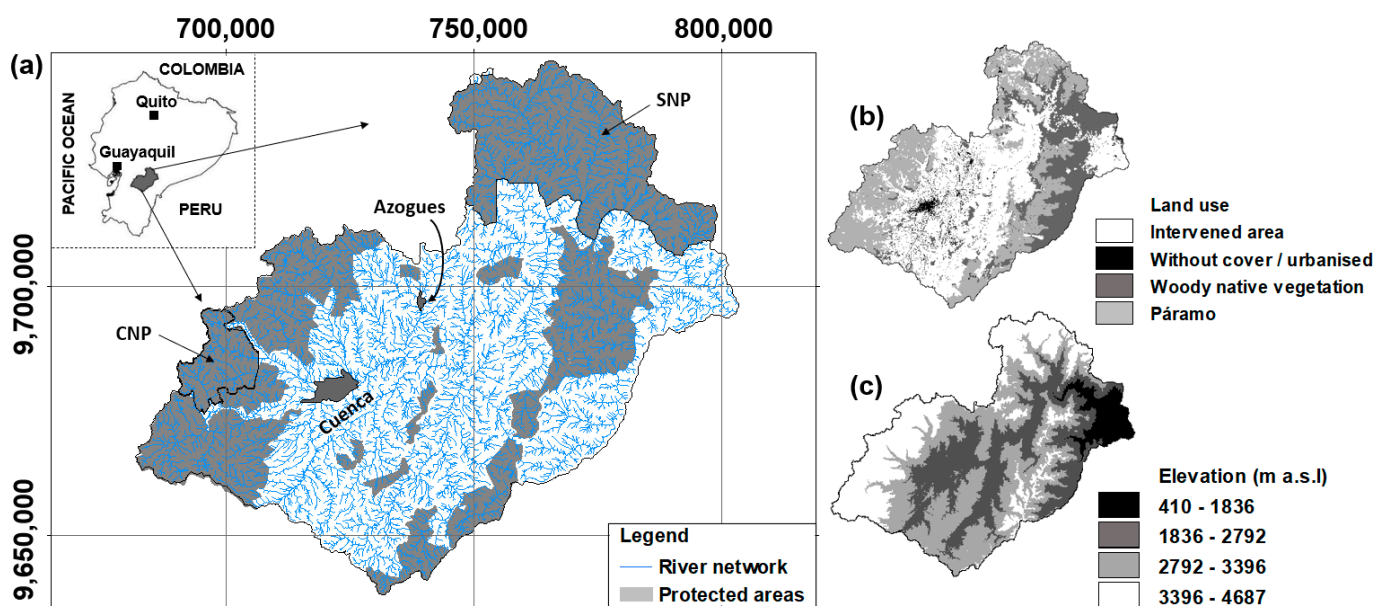 700,000
750,000
800,000
(a)
COLOMBIA
Quito
PACIFIC OCEAN
Guayaquil
PERU
SNP
Azogues
CNP
Cuenca
9,700,000
9,650,000
Legend
River network
Protected areas
(b)
Land use
Intervened area
Without cover / urbanised
Woody native vegetation
Páramo
(c)
Elevation (m a.s.l)
410 - 1836
1836 - 2792
2792 - 3396
3396 - 4687